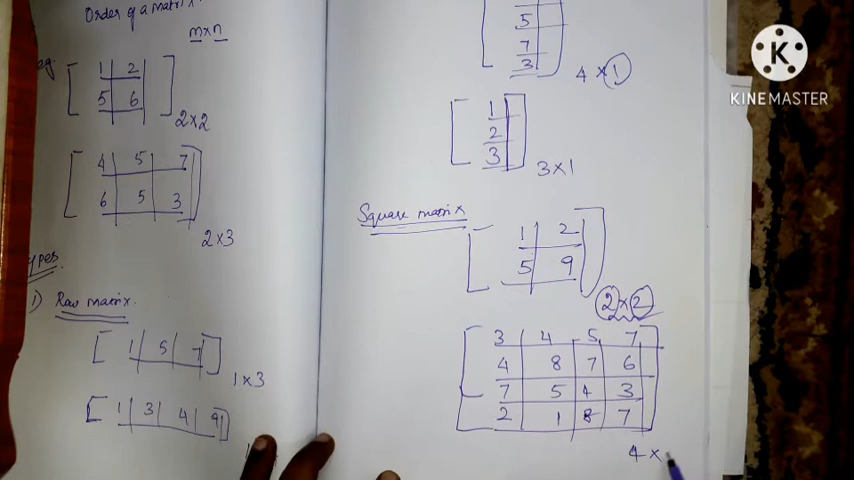 Order of a matrix
m×n
eg
1 2
5 6
2×2
4 5 7
6 5 3
2×3
ypes
1) Raw matrix.
1 5 7
1×3
1 3 4 9
5
7
3
4×1
1
2
3
3×1
Square matrix
1 2
5 9
2×2
3 4 5 7
4 8 7 6
7 5 4 3
2 1 8 7
4×
K
KINEMASTER